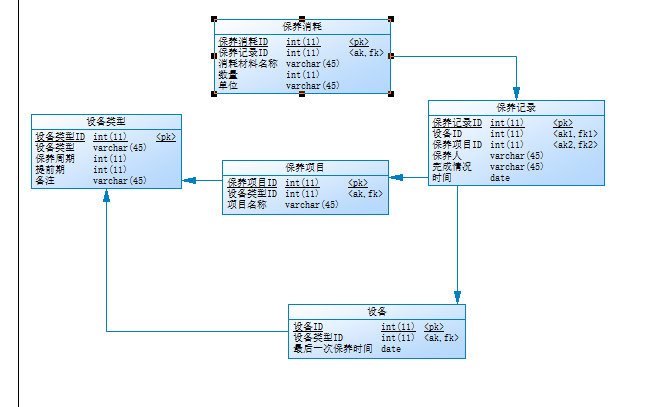 保养消耗
保养消耗ID int(11) <pk>
保养记录ID int(11) <ak,fk>
消耗材料名称 varchar(45)
数量 int(11)
单位 varchar(45)
保养记录
保养记录ID int(11) <pk>
设备ID int(11) <ak1,fk1>
保养项目ID int(11) <ak2,fk2>
保养人 varchar(45)
完成情况 varchar(45)
时间 date
设备类型
设备类型ID int(11) <pk>
设备类型 varchar(45)
保养周期 int(11)
提前期 int(11)
备注 varchar(45)
保养项目
保养项目ID int(11) <pk>
设备类型ID int(11) <ak,fk>
项目名称 varchar(45)
设备
设备ID int(11) <pk>
设备类型ID int(11) <ak,fk>
最后一次保养时间 date